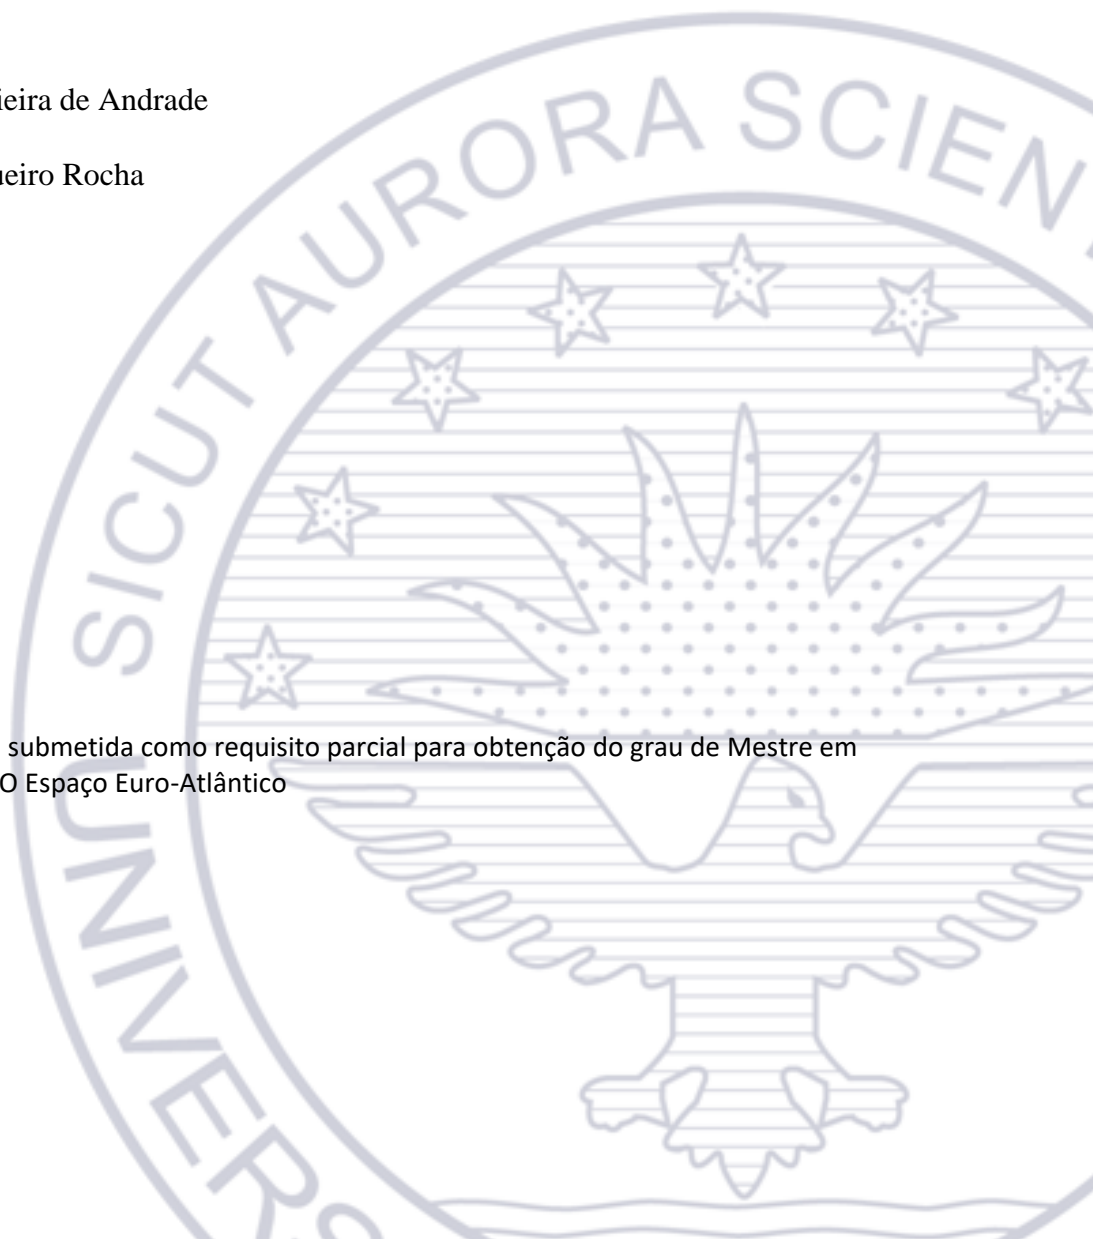 ieira de Andrade
ueiro Rocha
submetida como requisito parcial para obtenção do grau de Mestre em
O Espaço Euro-Atlântico
SICUT AURORA SCIEN
UNIVERS